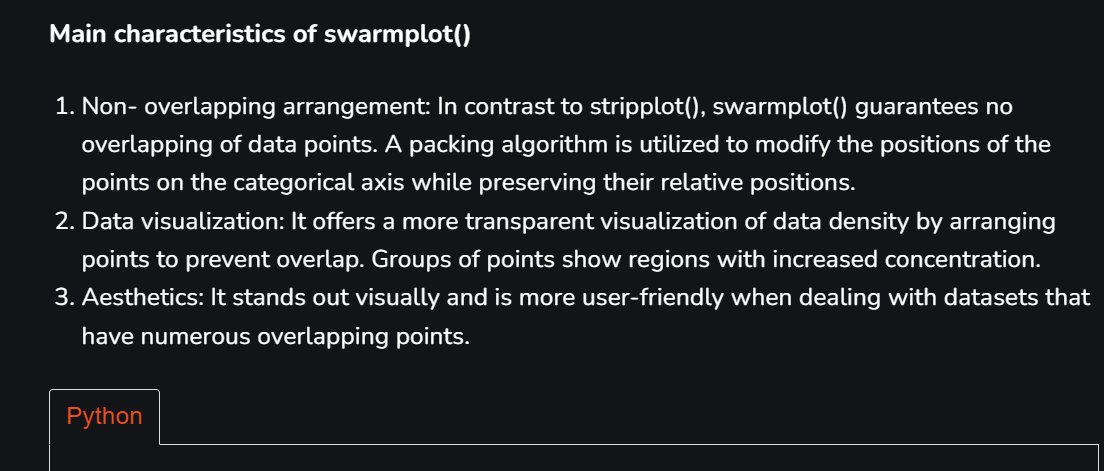 Main characteristics of swarmplot()
1. Non- overlapping arrangement: In contrast to stripplot(), swarmplot() guarantees no
overlapping of data points. A packing algorithm is utilized to modify the positions of the
points on the categorical axis while preserving their relative positions.
2. Data visualization: It offers a more transparent visualization of data density by arranging
points to prevent overlap. Groups of points show regions with increased concentration.
3. Aesthetics: It stands out visually and is more user-friendly when dealing with datasets that
have numerous overlapping points.
Python